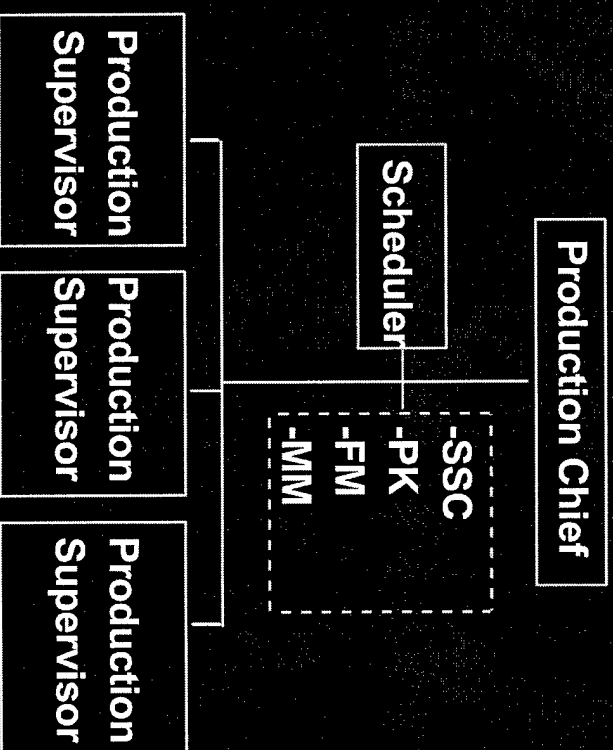 Production Chief
Scheduler
-SSC
-PK
-FM
-MM
Production
Supervisor
Production
Supervisor
Production
Supervisor